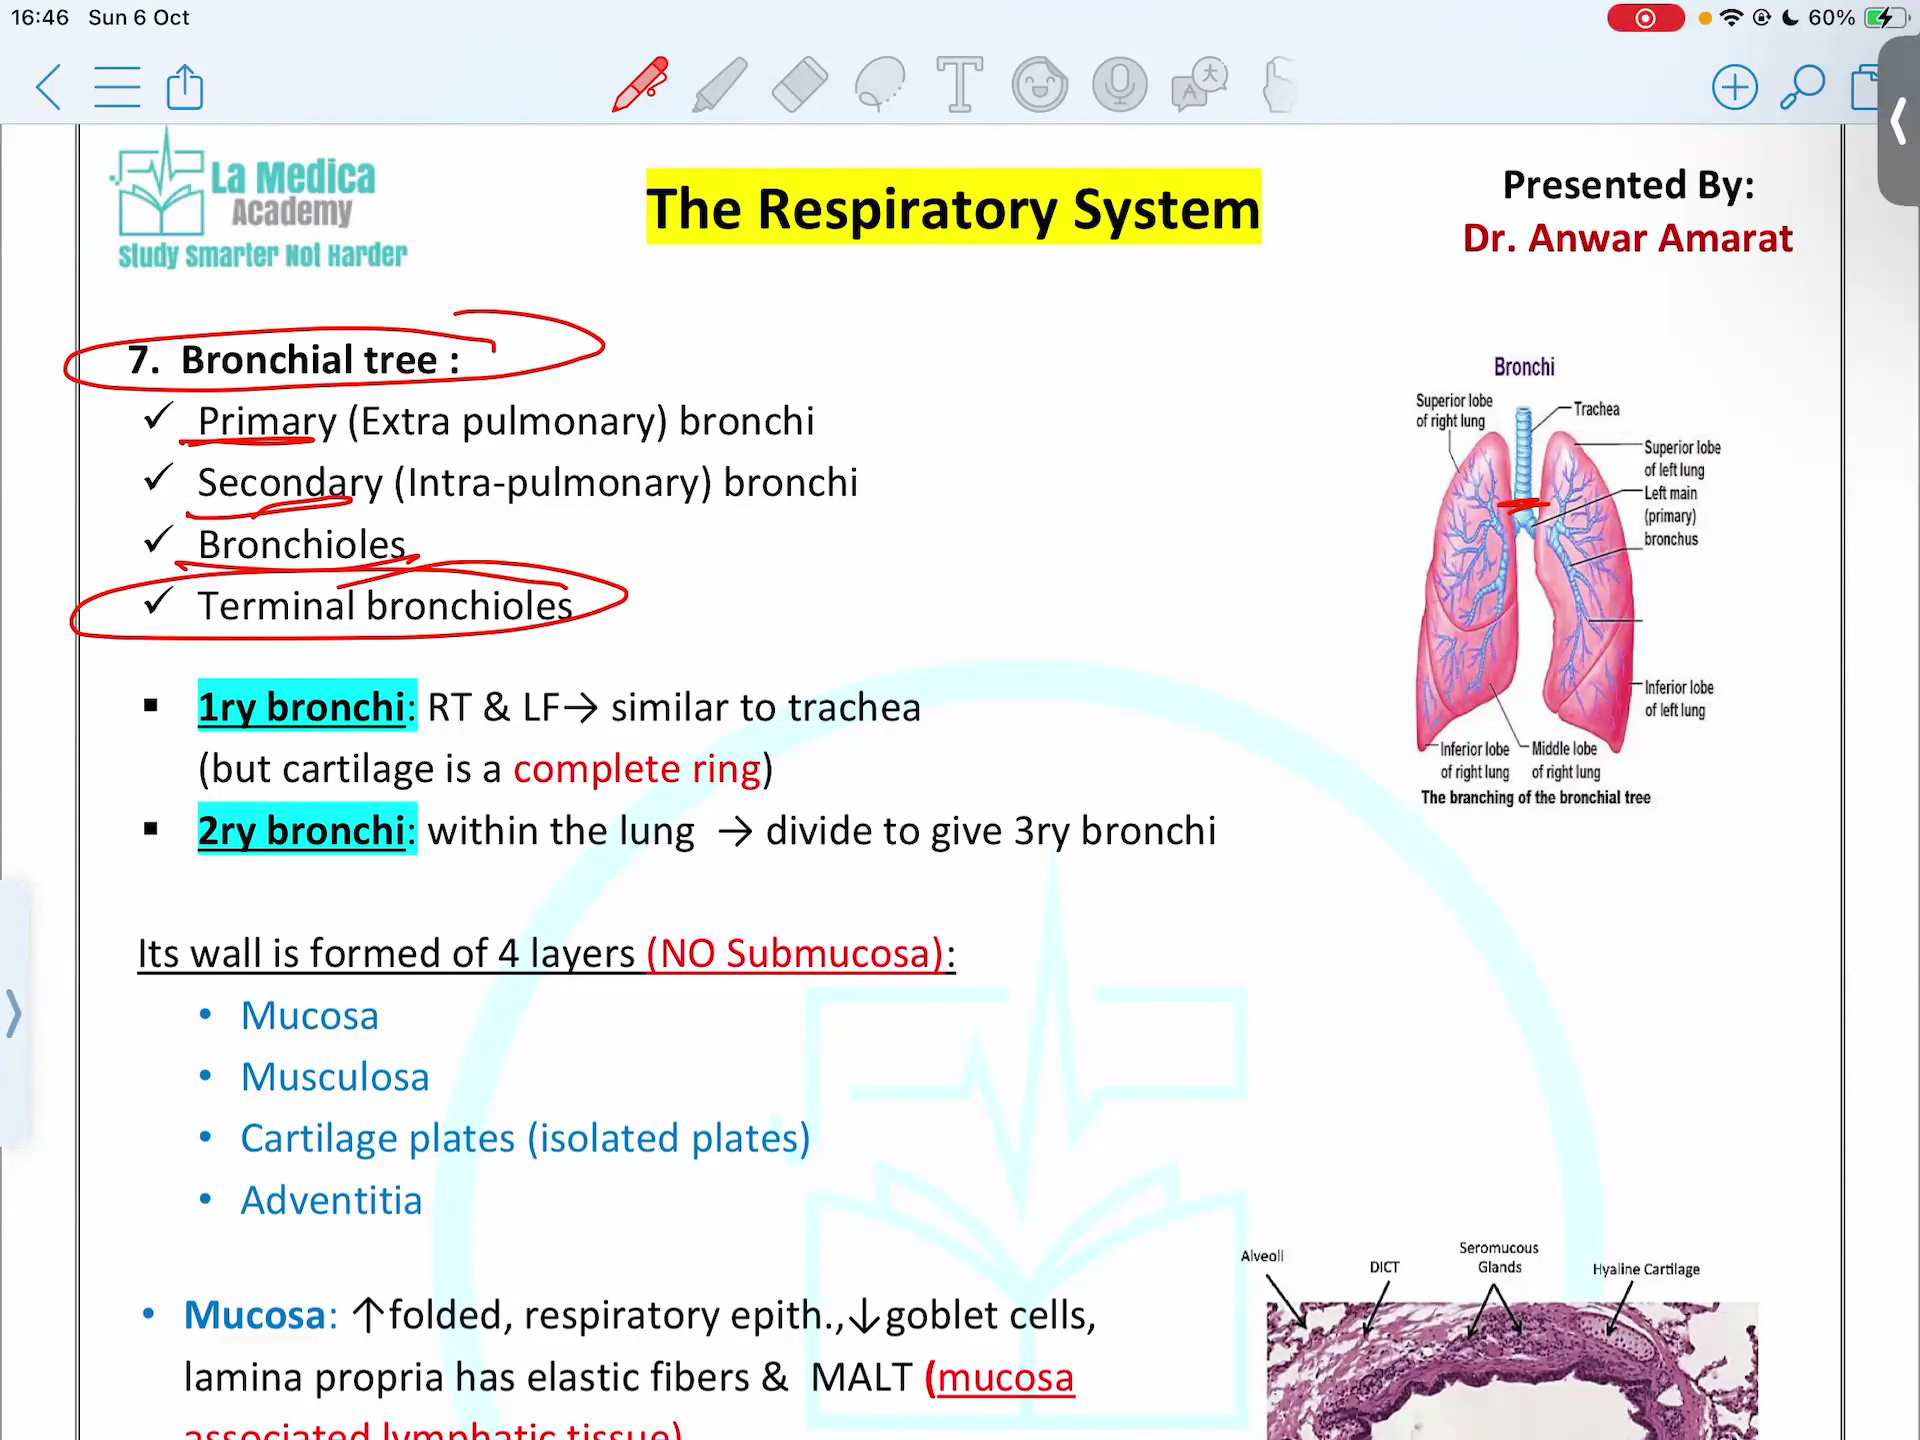 16:46 Sun 6 Oct
60%
La Medica
Academy
Study Smarter Not Harder
The Respiratory System
Presented By:
Dr. Anwar Amarat
7. Bronchial tree :
✓ Primary (Extra pulmonary) bronchi
✓ Secondary (Intra-pulmonary) bronchi
✓ Bronchioles
✓ Terminal bronchioles
Bronchi
Superior lobe
of right lung
Trachea
Superior lobe
of left lung
Left main
(primary)
bronchus
Inferior lobe
of left lung
Inferior lobe
of right lung
Middle lobe
of right lung
The branching of the bronchial tree
▪ 1ry bronchi: RT & LF→ similar to trachea
(but cartilage is a complete ring)
▪ 2ry bronchi: within the lung → divide to give 3ry bronchi
Its wall is formed of 4 layers (NO Submucosa):
• Mucosa
• Musculosa
• Cartilage plates (isolated plates)
• Adventitia
• Mucosa: ↑folded, respiratory epith.,↓goblet cells,
lamina propria has elastic fibers & MALT (mucosa
associated lymphatic tissue)
Alveoli
DICT
Seromucous
Glands
Hyaline Cartilage